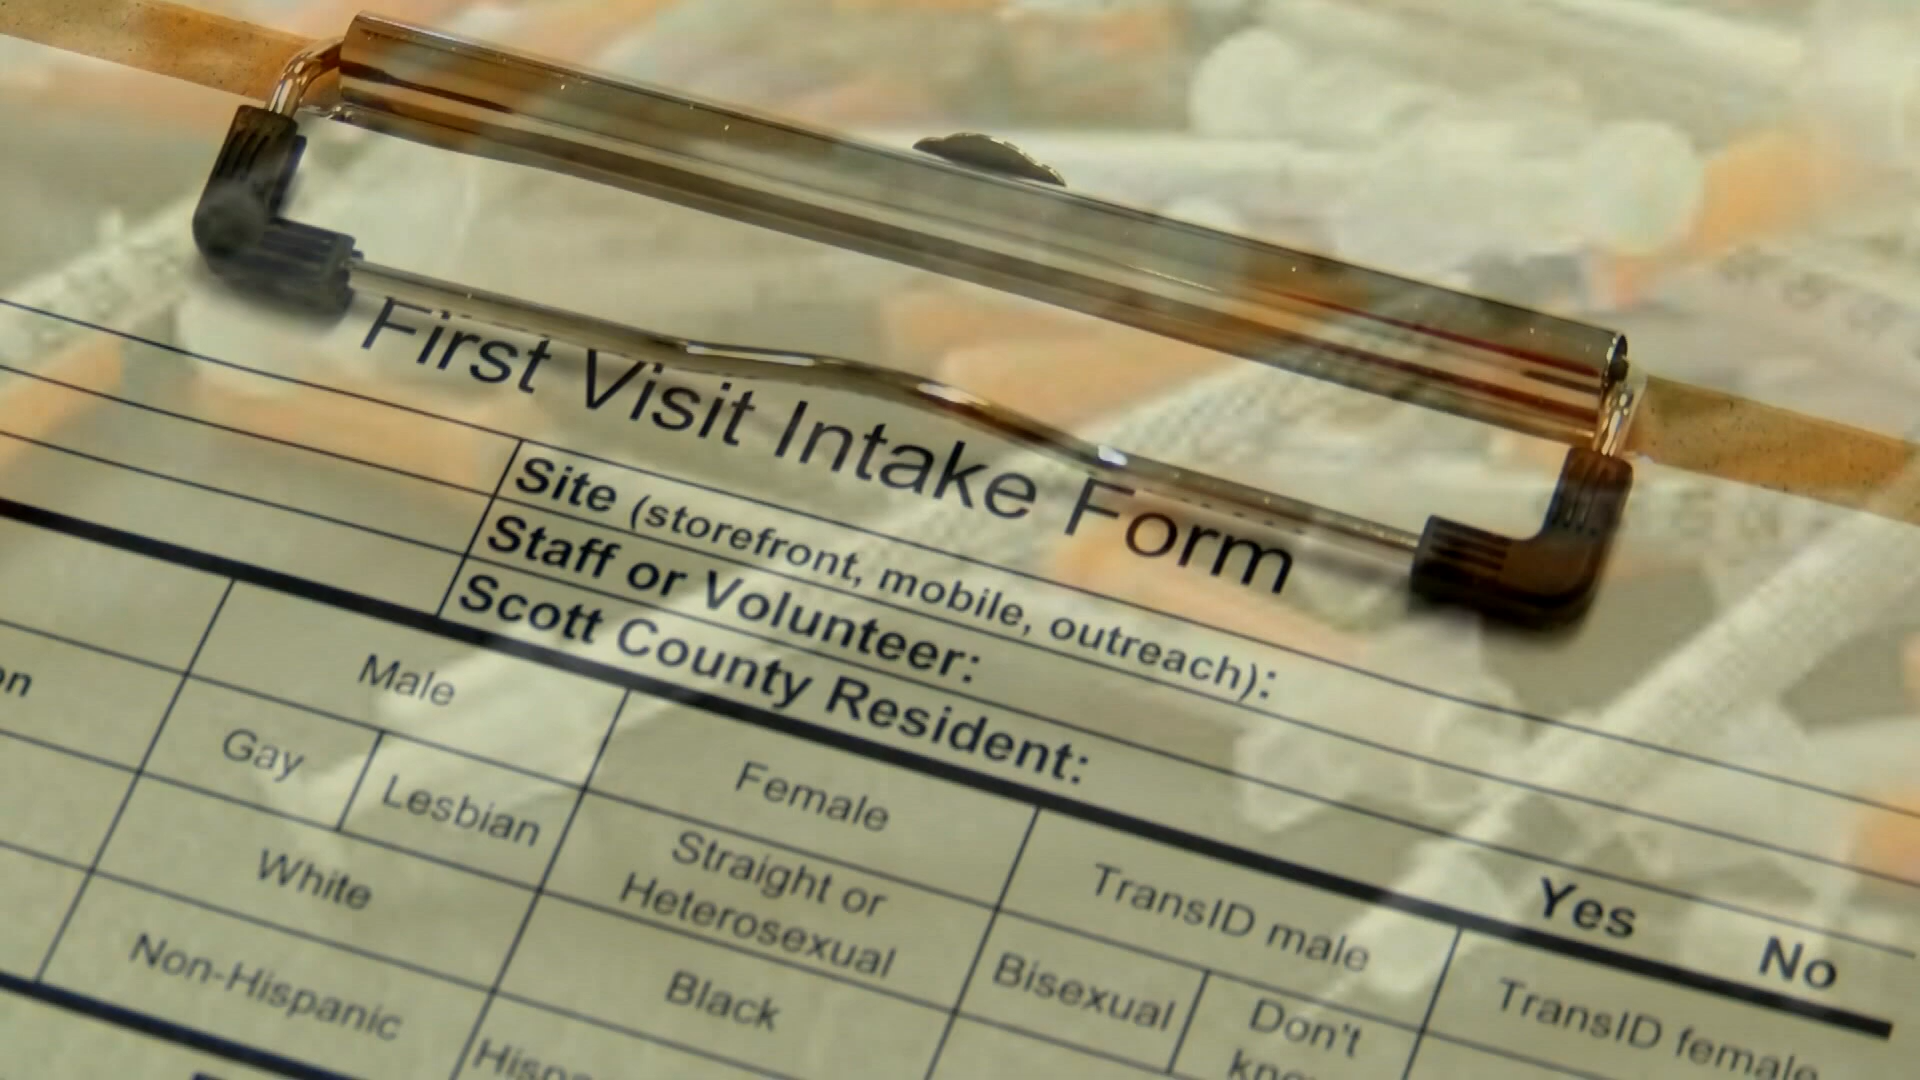 First Visit Intake Form
Site (storefront, mobile, outreach):
Staff or Volunteer:
Scott County Resident:
Yes No
Male Female TransID male TransID female
Gay Lesbian Straight or Heterosexual Bisexual Don't
White Black
Non-Hispanic